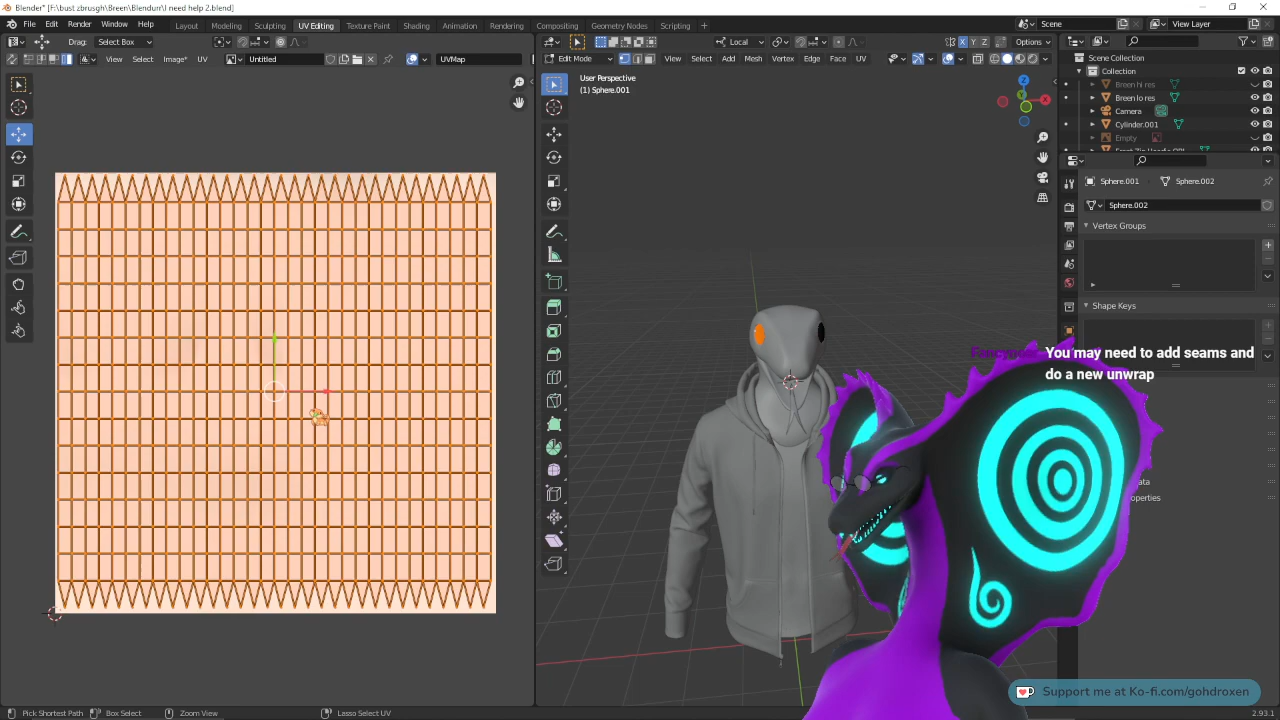 Blender* [F:\bust zbrusgh\Breen\Blendun\I need help 2.blend]
File Edit Render Window Help Layout Modeling Sculpting UV Editing Texture Paint Shading Animation Rendering Compositing Geometry Nodes Scripting + Scene View Layer
Drag: Select Box Local X Y Z Options
View Select Image* UV Untitled UVMap
Edit Mode View Select Add Mesh Vertex Edge Face UV
User Perspective
(1) Sphere.001
Z
Y
X
Scene Collection
Collection
Breen hi res
Breen lo res
Camera
Cylinder.001
Empty
Sphere.001 Sphere.002
Sphere.002
Vertex Groups
Shape Keys
Fancynoir: You may need to add seams and
do a new unwrap
Support me at Ko-fi.com/gohdroxen
Pick Shortest Path Box Select Zoom View Lasso Select UV 2.93.1